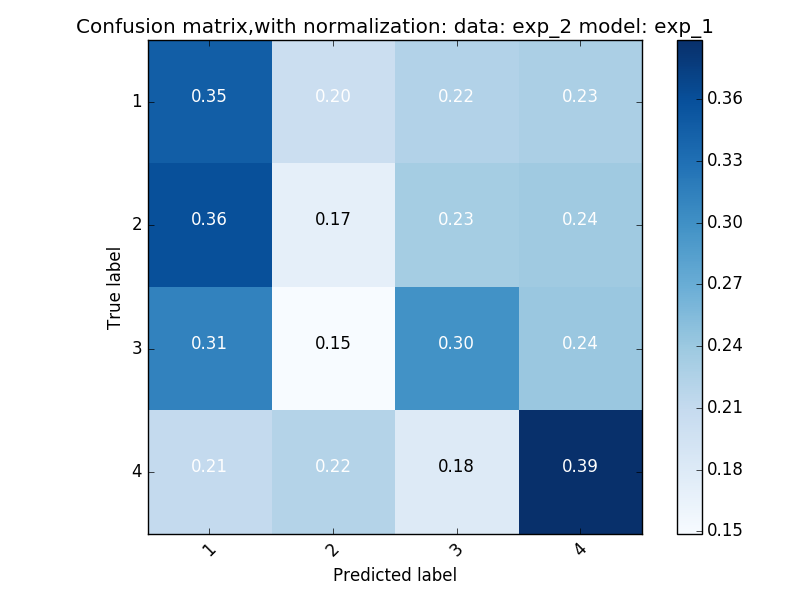 Confusion matrix,with normalization: data: exp_2 model: exp_1
True label
1
0.35 0.20 0.22 0.23
2
0.36 0.17 0.23 0.24
3
0.31 0.15 0.30 0.24
4
0.21 0.22 0.18 0.39
1 2 3 4
Predicted label
0.36
0.33
0.30
0.27
0.24
0.21
0.18
0.15